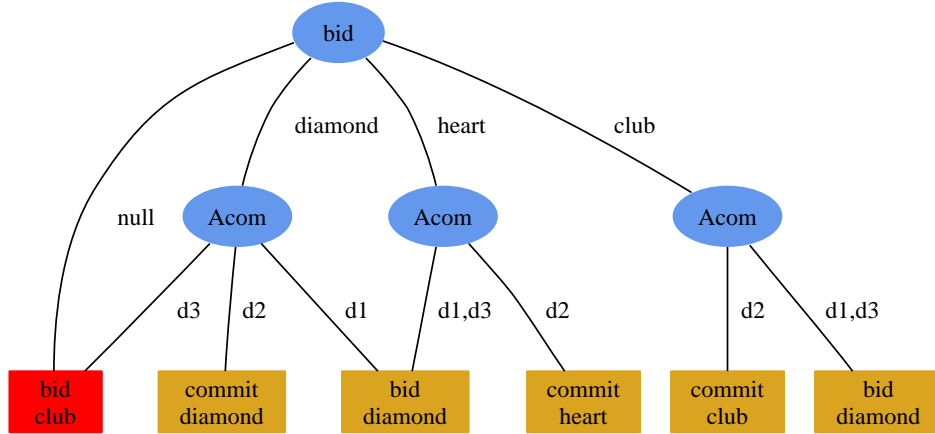 bid
diamond
heart
club
null
Acom
Acom
Acom
d3
d2
d1
d1,d3
d2
d2
d1,d3
bid
club
commit
diamond
bid
diamond
commit
heart
commit
club
bid
diamond